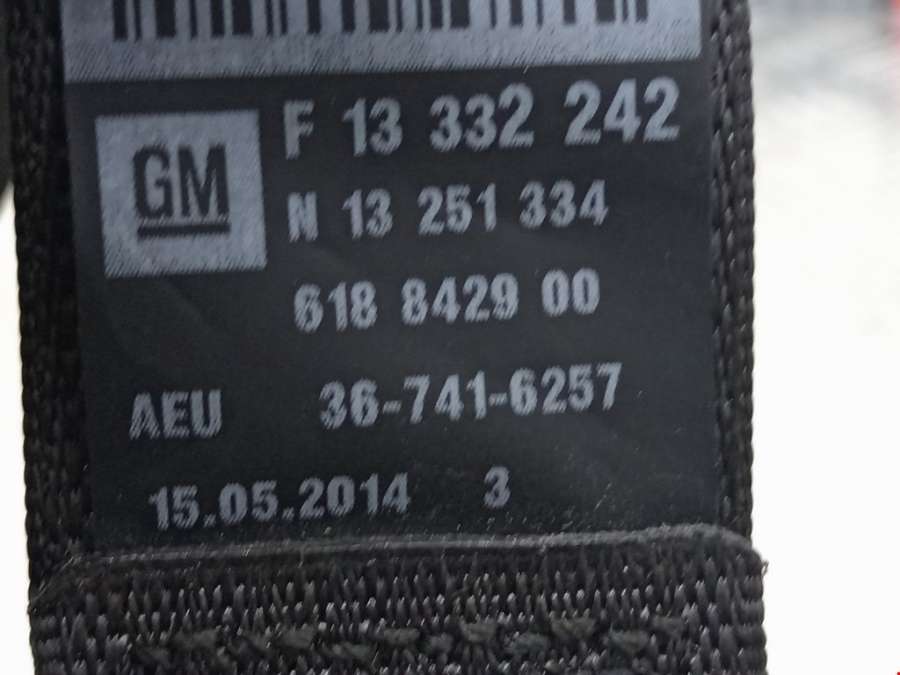 F 13 332 242
GM
N 13 251 334
618 8429 00
AEU 36-741-6257
15.05.2014 3